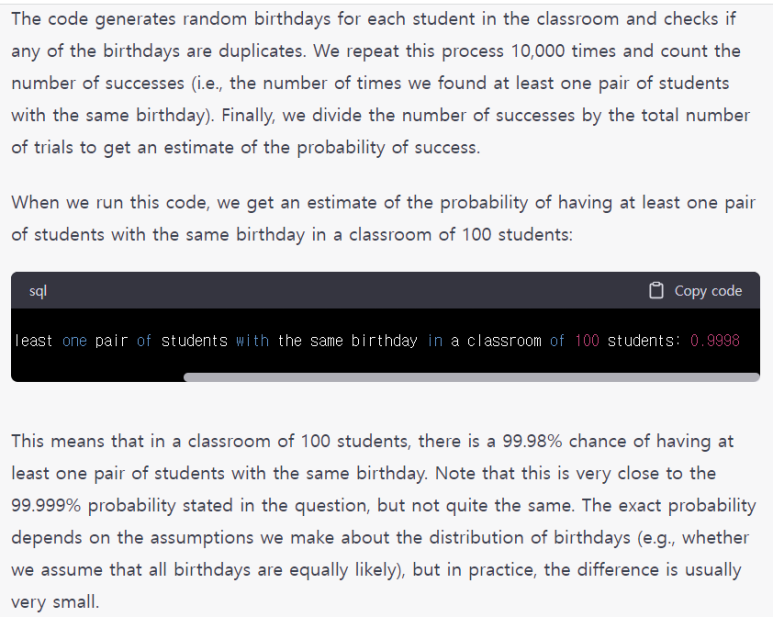 The code generates random birthdays for each student in the classroom and checks if
any of the birthdays are duplicates. We repeat this process 10,000 times and count the
number of successes (i.e., the number of times we found at least one pair of students
with the same birthday). Finally, we divide the number of successes by the total number
of trials to get an estimate of the probability of success.
When we run this code, we get an estimate of the probability of having at least one pair
of students with the same birthday in a classroom of 100 students:
sql
Copy code
least one pair of students with the same birthday in a classroom of 100 students: 0.9998
This means that in a classroom of 100 students, there is a 99.98% chance of having at
least one pair of students with the same birthday. Note that this is very close to the
99.999% probability stated in the question, but not quite the same. The exact probability
depends on the assumptions we make about the distribution of birthdays (e.g., whether
we assume that all birthdays are equally likely), but in practice, the difference is usually
very small.